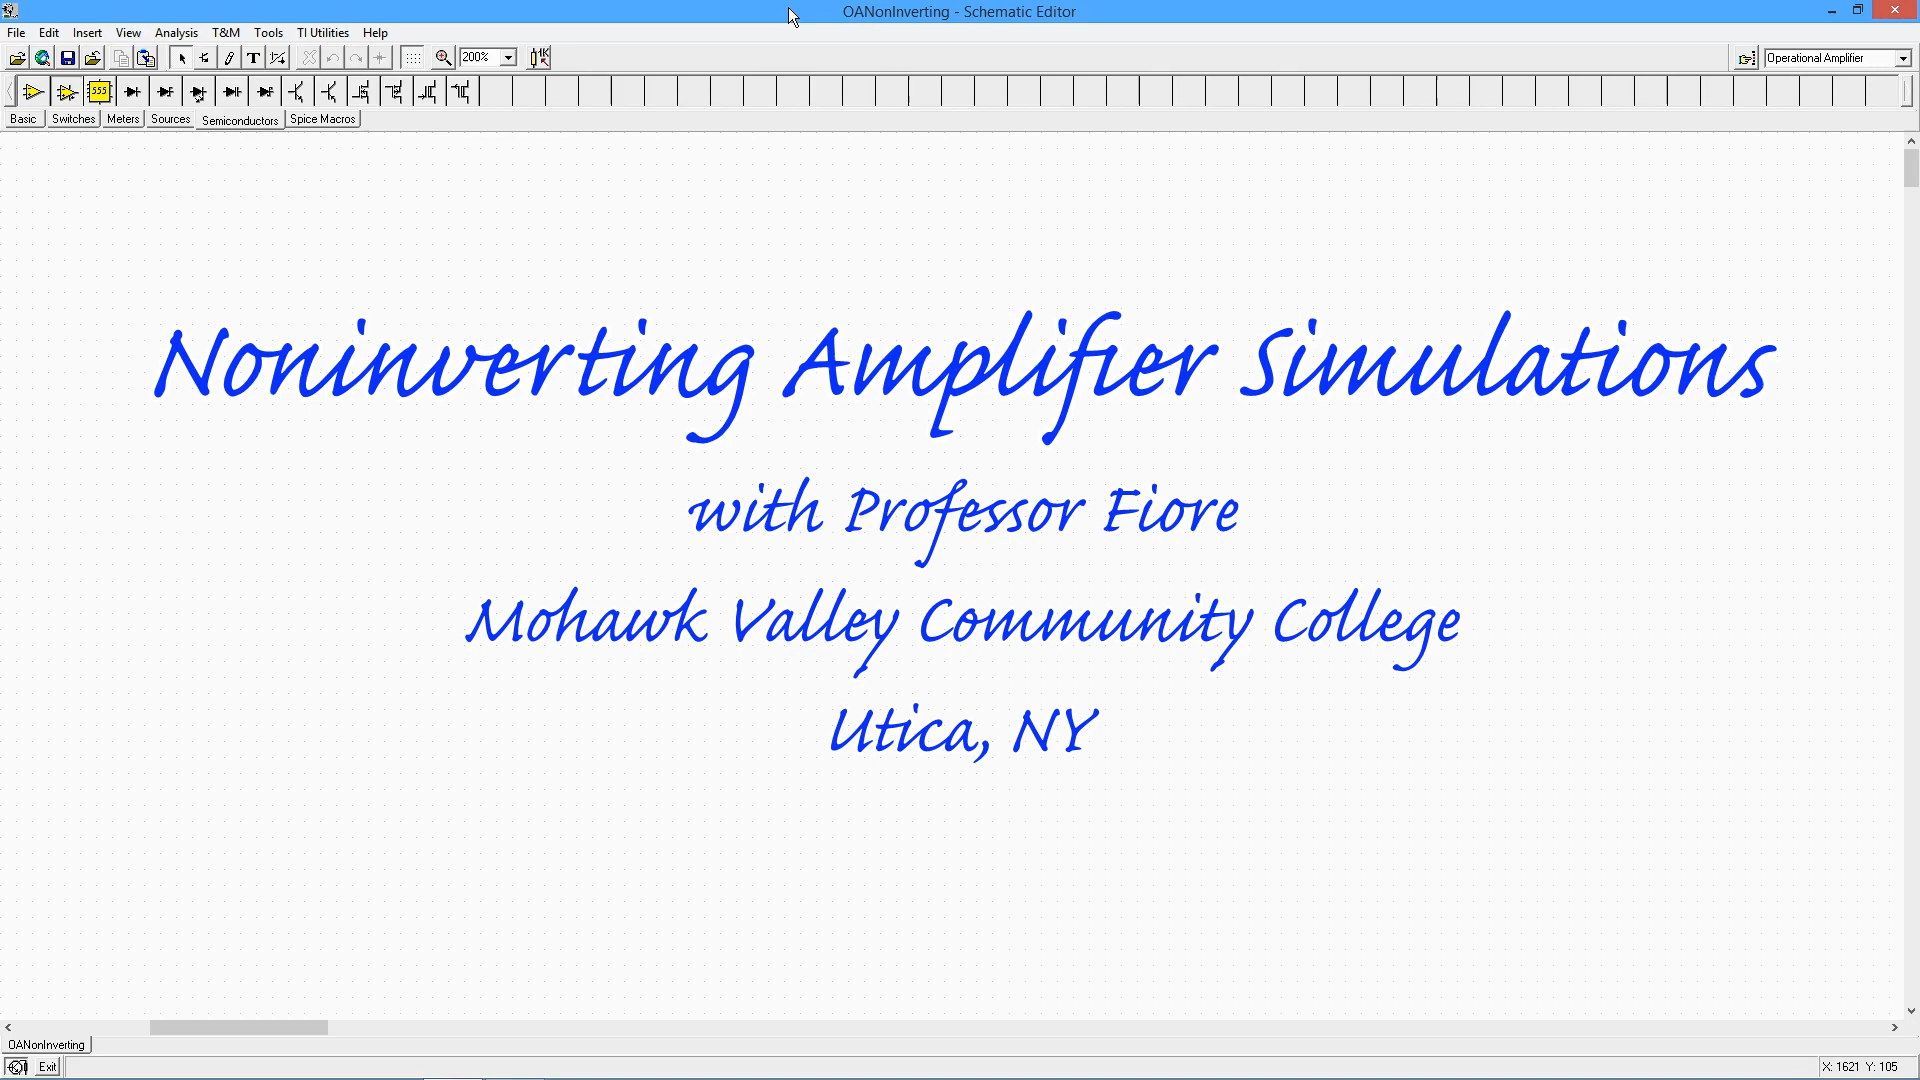 OANonInverting - Schematic Editor
File Edit Insert View Analysis T&M Tools TI Utilities Help
200% 1K Operational Amplifier
555
Basic Switches Meters Sources Semiconductors Spice Macros
Noninverting Amplifier Simulations
with Professor Fiore
Mohawk Valley Community College
Utica, NY
OANonInverting
Exit X: 1621 Y: 105